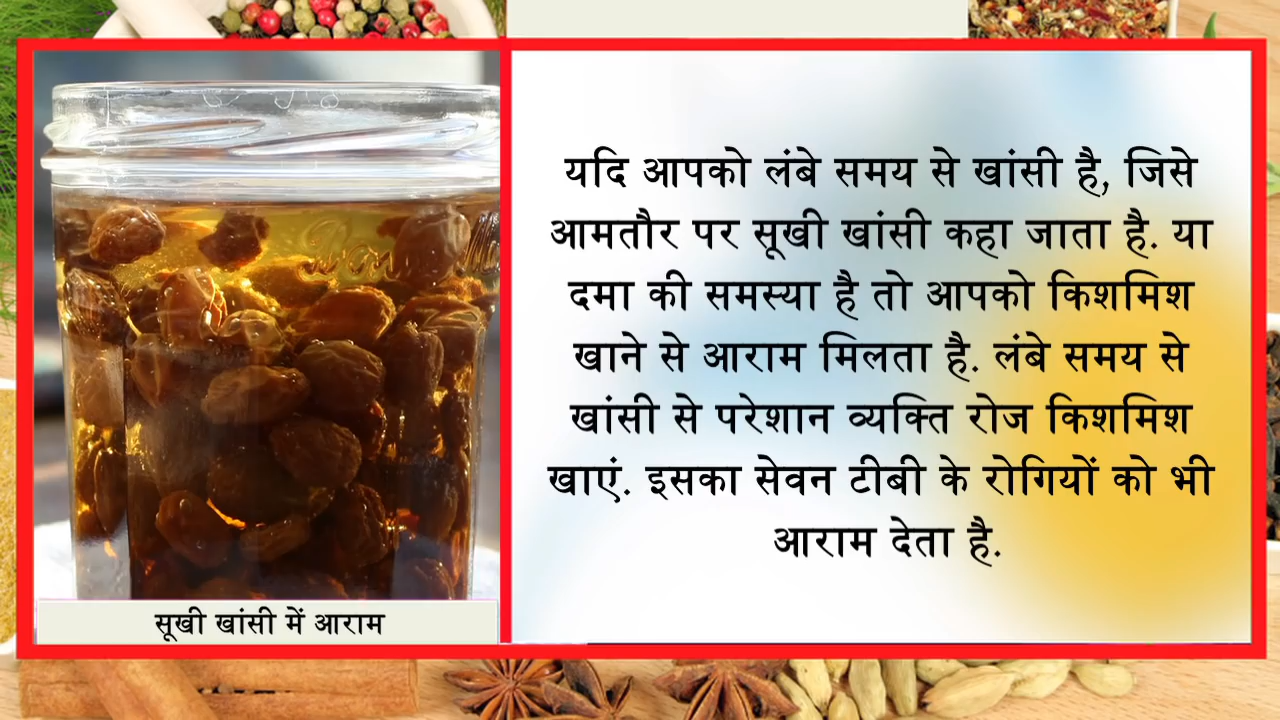 यदि आपको लंबे समय से खांसी है, जिसे
आमतौर पर सूखी खांसी कहा जाता है. या
दमा की समस्या है तो आपको किशमिश
खाने से आराम मिलता है. लंबे समय से
खांसी से परेशान व्यक्ति रोज किशमिश
खाएं. इसका सेवन टीबी के रोगियों को भी
आराम देता है.
सूखी खांसी में आराम